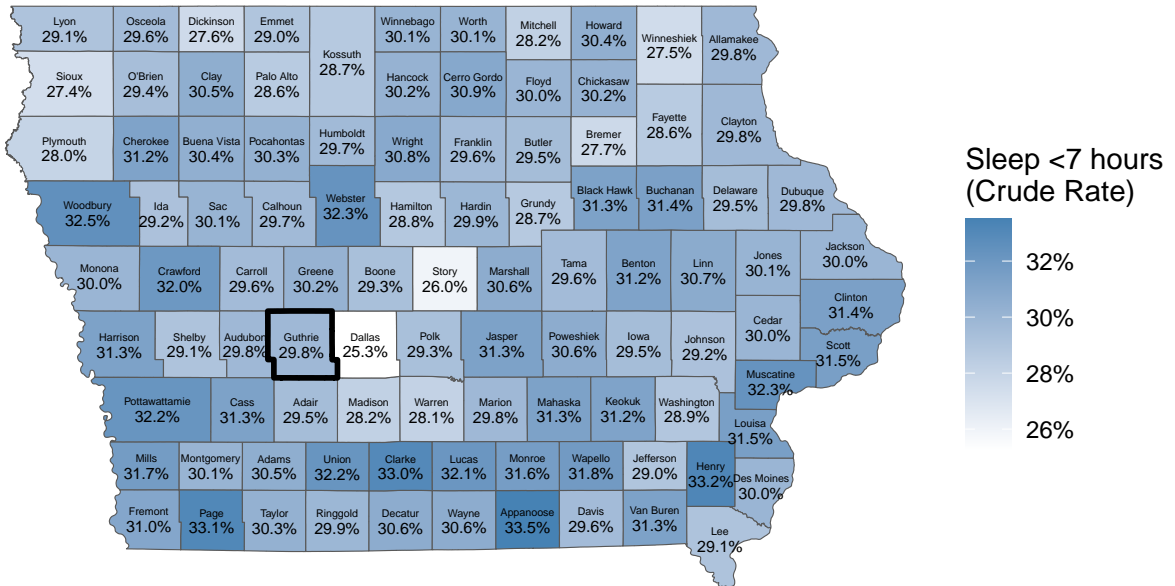 Lyon
29.1%
Osceola
29.6%
Dickinson
27.6%
Emmet
29.0%
Kossuth
28.7%
Winnebago
30.1%
Worth
30.1%
Mitchell
28.2%
Howard
30.4%
Winneshiek
27.5%
Allamakee
29.8%
Sioux
27.4%
O'Brien
29.4%
Clay
30.5%
Palo Alto
28.6%
Hancock
30.2%
Cerro Gordo
30.9%
Floyd
30.0%
Chickasaw
30.2%
Fayette
28.6%
Clayton
29.8%
Plymouth
28.0%
Cherokee
31.2%
Buena Vista
30.4%
Pocahontas
30.3%
Humboldt
29.7%
Wright
30.8%
Franklin
29.6%
Butler
29.5%
Bremer
27.7%
Woodbury
32.5%
Ida
29.2%
Sac
30.1%
Calhoun
29.7%
Webster
32.3%
Hamilton
28.8%
Hardin
29.9%
Grundy
28.7%
Black Hawk
31.3%
Buchanan
31.4%
Delaware
29.5%
Dubuque
29.8%
Monona
30.0%
Crawford
32.0%
Carroll
29.6%
Greene
30.2%
Boone
29.3%
Story
26.0%
Marshall
30.6%
Tama
29.6%
Benton
31.2%
Linn
30.7%
Jones
30.1%
Jackson
30.0%
Clinton
31.4%
Harrison
31.3%
Shelby
29.1%
Audubon
29.8%
Guthrie
29.8%
Dallas
25.3%
Polk
29.3%
Jasper
31.3%
Poweshiek
30.6%
Iowa
29.5%
Johnson
29.2%
Cedar
30.0%
Scott
31.5%
Muscatine
32.3%
Pottawattamie
32.2%
Cass
31.3%
Adair
29.5%
Madison
28.2%
Warren
28.1%
Marion
29.8%
Mahaska
31.3%
Keokuk
31.2%
Washington
28.9%
Louisa
31.5%
Mills
31.7%
Montgomery
30.1%
Adams
30.5%
Union
32.2%
Clarke
33.0%
Lucas
32.1%
Monroe
31.6%
Wapello
31.8%
Jefferson
29.0%
Henry
33.2%
Des Moines
30.0%
Fremont
31.0%
Page
33.1%
Taylor
30.3%
Ringgold
29.9%
Decatur
30.6%
Wayne
30.6%
Appanoose
33.5%
Davis
29.6%
Van Buren
31.3%
Lee
29.1%
Sleep <7 hours
(Crude Rate)
32%
30%
28%
26%